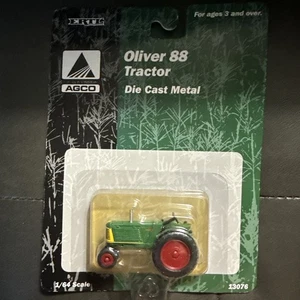 ERTL
For ages 3 and over.
Oliver 88
Tractor
Die Cast Metal
AGCO
1/64 Scale
13076